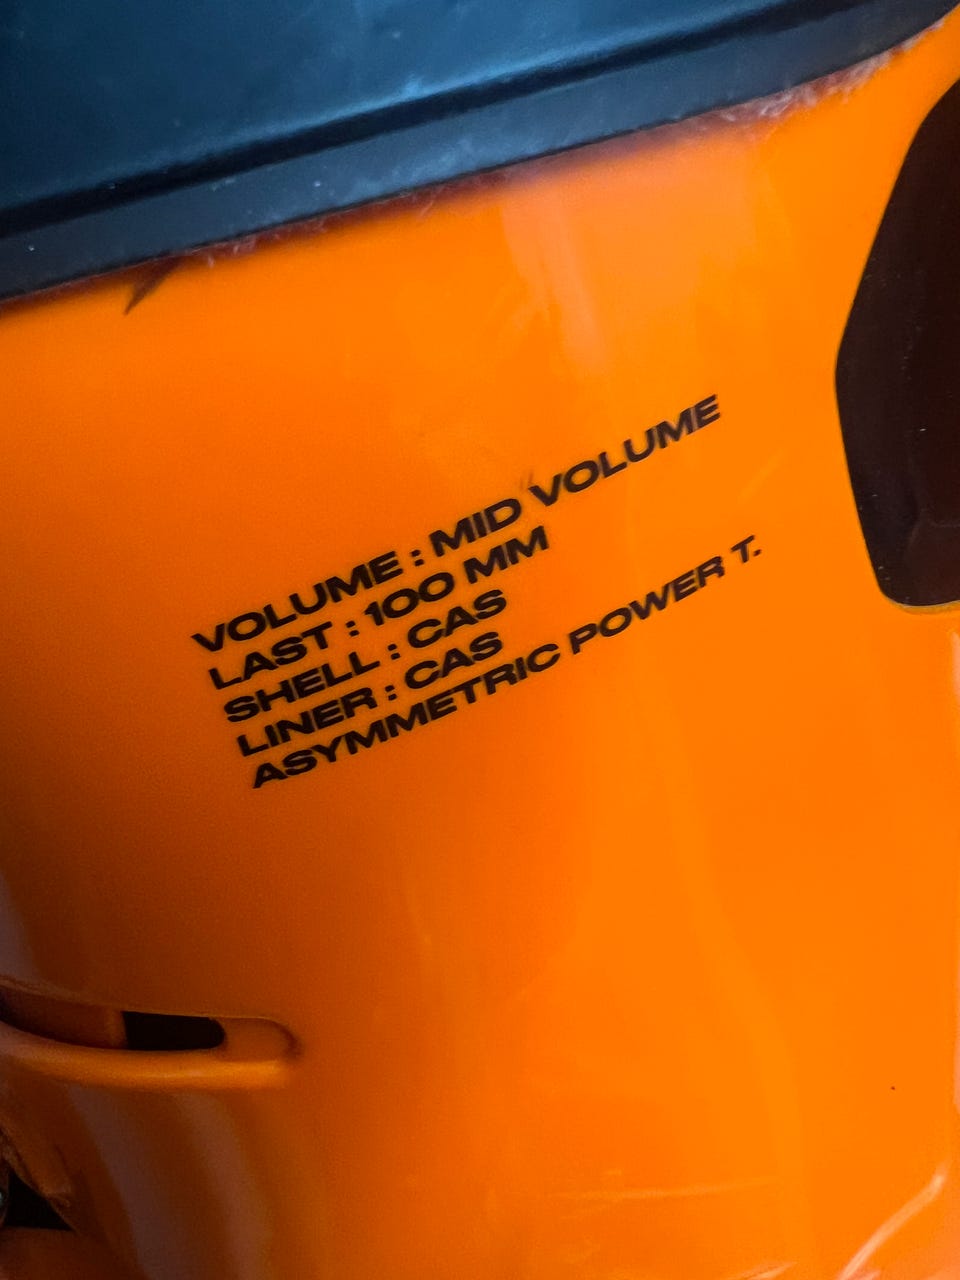 VOLUME : MID VOLUME
LAST : 100 MM
SHELL : CAS
LINER : CAS
ASYMMETRIC POWER T.